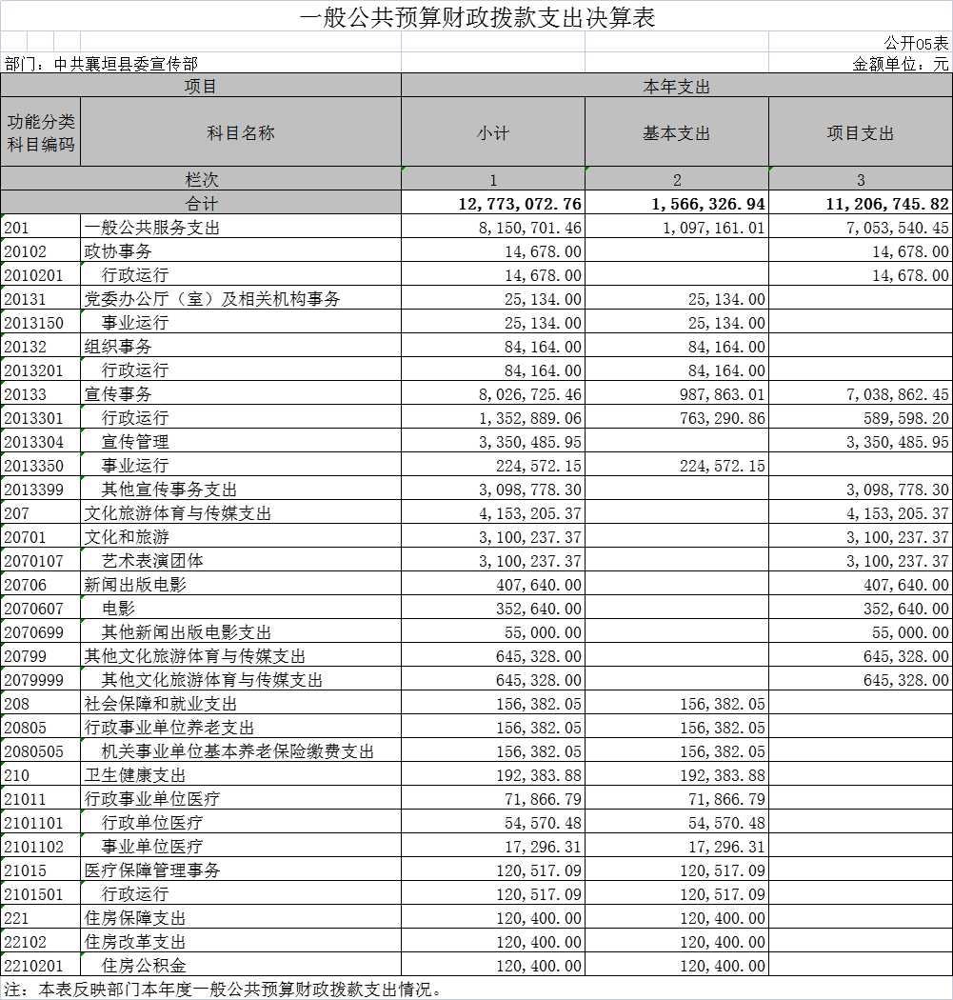 一般公共预算财政拨款支出决算表
公开05表
部门：中共襄垣县委宣传部 金额单位：元
项目 本年支出
功能分类科目编码 科目名称 小计 基本支出 项目支出
栏次 1 2 3
合计 12,773,072.76 1,566,326.94 11,206,745.82
201 一般公共服务支出 8,150,701.46 1,097,161.01 7,053,540.45
20102 政协事务 14,678.00 14,678.00
2010201 行政运行 14,678.00 14,678.00
20131 党委办公厅（室）及相关机构事务 25,134.00 25,134.00
2013150 事业运行 25,134.00 25,134.00
20132 组织事务 84,164.00 84,164.00
2013201 行政运行 84,164.00 84,164.00
20133 宣传事务 8,026,725.46 987,863.01 7,038,862.45
2013301 行政运行 1,352,889.06 763,290.86 589,598.20
2013304 宣传管理 3,350,485.95 3,350,485.95
2013350 事业运行 224,572.15 224,572.15
2013399 其他宣传事务支出 3,098,778.30 3,098,778.30
207 文化旅游体育与传媒支出 4,153,205.37 4,153,205.37
20701 文化和旅游 3,100,237.37 3,100,237.37
2070107 艺术表演团体 3,100,237.37 3,100,237.37
20706 新闻出版电影 407,640.00 407,640.00
2070607 电影 352,640.00 352,640.00
2070699 其他新闻出版电影支出 55,000.00 55,000.00
20799 其他文化旅游体育与传媒支出 645,328.00 645,328.00
2079999 其他文化旅游体育与传媒支出 645,328.00 645,328.00
208 社会保障和就业支出 156,382.05 156,382.05
20805 行政事业单位养老支出 156,382.05 156,382.05
2080505 机关事业单位基本养老保险缴费支出 156,382.05 156,382.05
210 卫生健康支出 192,383.88 192,383.88
21011 行政事业单位医疗 71,866.79 71,866.79
2101101 行政单位医疗 54,570.48 54,570.48
2101102 事业单位医疗 17,296.31 17,296.31
21015 医疗保障管理事务 120,517.09 120,517.09
2101501 行政运行 120,517.09 120,517.09
221 住房保障支出 120,400.00 120,400.00
22102 住房改革支出 120,400.00 120,400.00
2210201 住房公积金 120,400.00 120,400.00
注：本表反映部门本年度一般公共预算财政拨款支出情况。